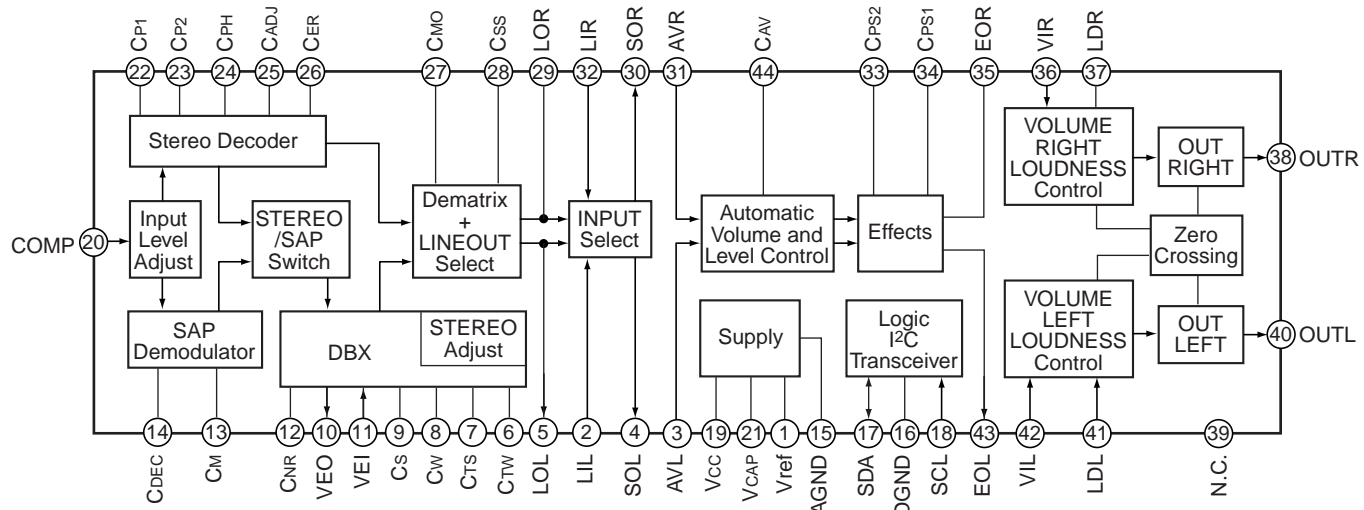 CP1 CP2 CPH CADJ CER CMO CSS LOR LIR SOR AVR CAV CPS2 CPS1 EOR VIR LDR
22 23 24 25 26 27 28 29 32 30 31 44 33 34 35 36 37
Stereo Decoder
VOLUME
RIGHT
LOUDNESS
Control
OUT
RIGHT
38 OUTR
COMP 20
Input
Level
Adjust
STEREO
/SAP
Switch
Dematrix
+
LINEOUT
Select
INPUT
Select
Automatic
Volume and
Level Control
Effects
Zero
Crossing
SAP
Demodulator
DBX
STEREO
Adjust
Supply
Logic
I²C
Transceiver
VOLUME
LEFT
LOUDNESS
Control
OUT
LEFT
40 OUTL
14 13 12 10 11 9 8 7 6 5 2 4 3 19 21 1 15 17 16 18 43 42 41 39
CDEC CM CNR VEO VEI CS CW CTS CTW LOL LIL SOL AVL VCC VCAP Vref AGND SDA DGND SCL EOL VIL LDL N.C.